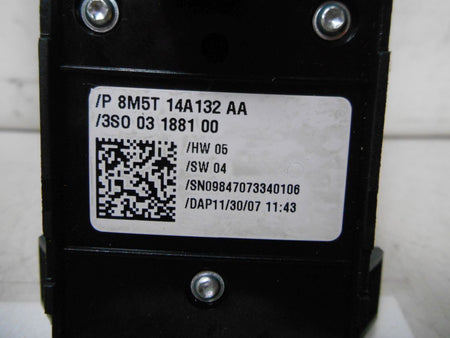 /P 8M5T 14A132 AA
/3S0 03 1881 00
/HW 05
/SW 04
/SN09847073340106
/DAP11/30/07 11:43